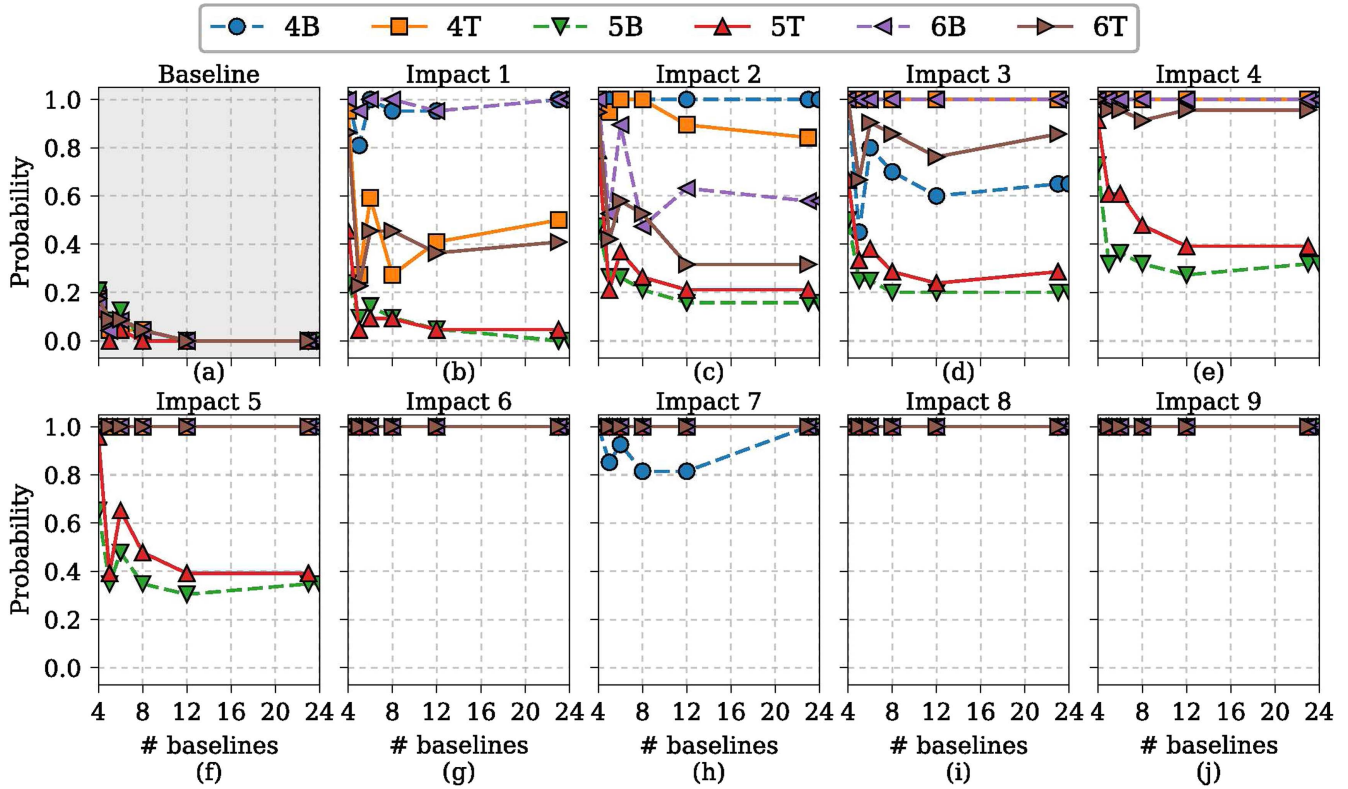 4B 4T 5B 5T 6B 6T
Baseline Impact 1 Impact 2 Impact 3 Impact 4
Probability
1.0
0.8
0.6
0.4
0.2
0.0
(a) (b) (c) (d) (e)
Impact 5 Impact 6 Impact 7 Impact 8 Impact 9
Probability
1.0
0.8
0.6
0.4
0.2
0.0
4 8 12 16 20 24 4 8 12 16 20 24 4 8 12 16 20 24 4 8 12 16 20 24 4 8 12 16 20 24
# baselines # baselines # baselines # baselines # baselines
(f) (g) (h) (i) (j)